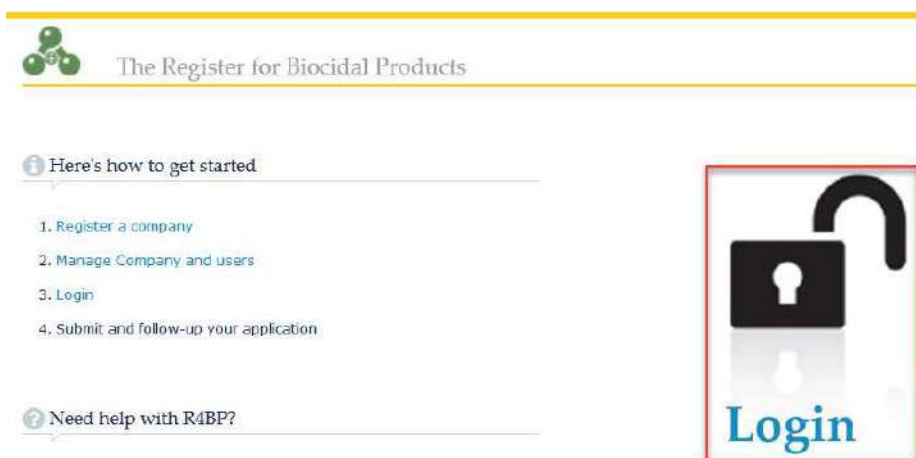 The Register for Biocidal Products
Here's how to get started
1. Register a company
2. Manage Company and users
3. Login
4. Submit and follow-up your application
Need help with R4BP?
Login